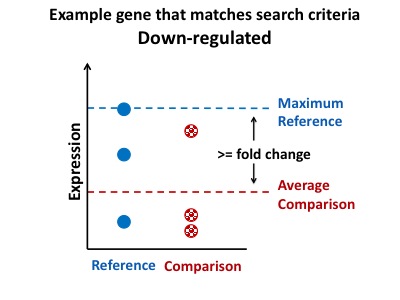 Example gene that matches search criteria
Down-regulated
Maximum
Reference
>= fold change
Average
Comparison
Expression
Reference Comparison